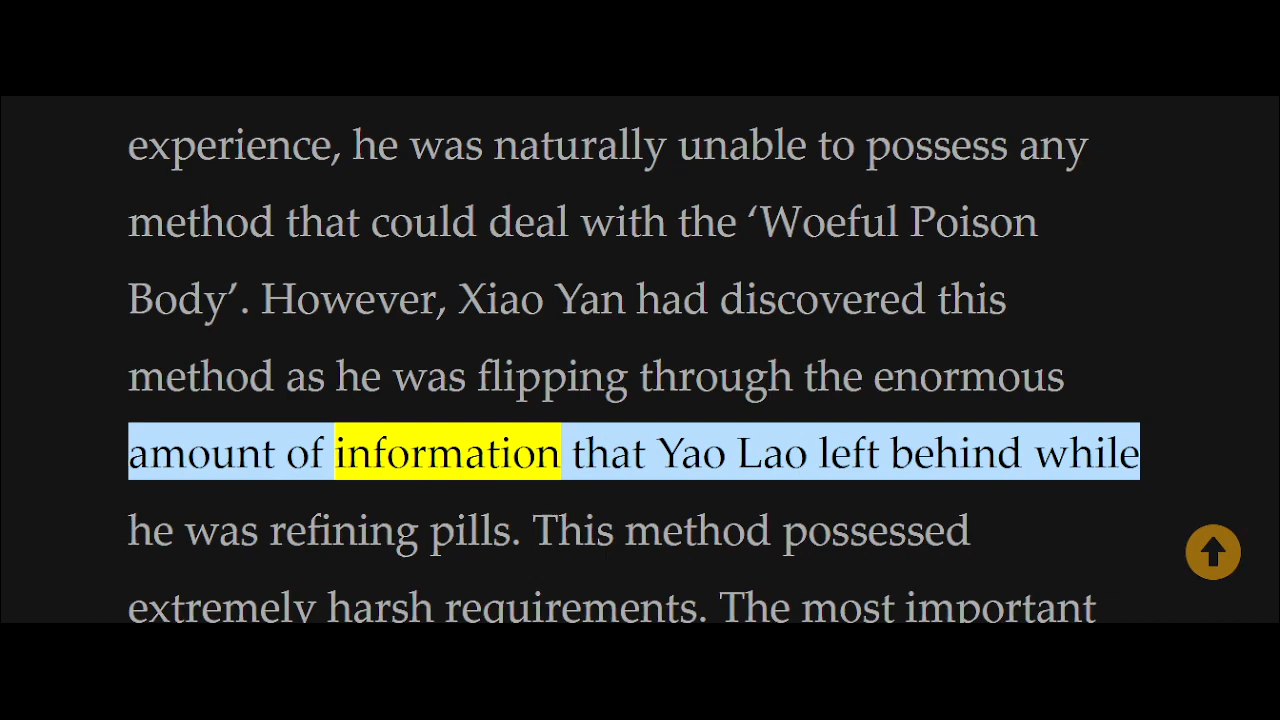 experience, he was naturally unable to possess any
method that could deal with the ‘Woeful Poison
Body’. However, Xiao Yan had discovered this
method as he was flipping through the enormous
amount of information that Yao Lao left behind while
he was refining pills. This method possessed
extremely harsh requirements. The most important